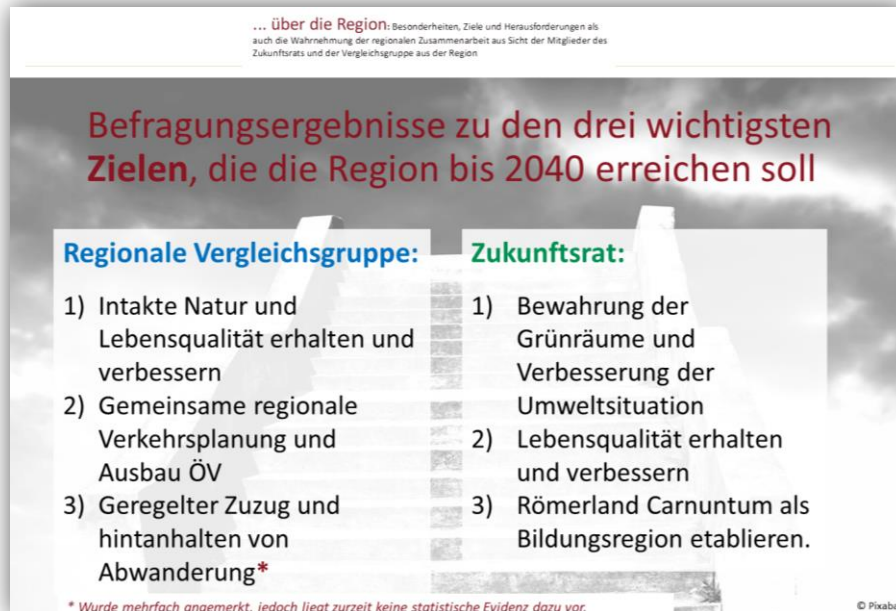 ... über die Region: Besonderheiten, Ziele und Herausforderungen als
auch die Wahrnehmung der regionalen Zusammenarbeit aus Sicht der Mitglieder des
Zukunftsrats und der Vergleichsgruppe aus der Region
Befragungsergebnisse zu den drei wichtigsten
Zielen, die die Region bis 2040 erreichen soll
Regionale Vergleichsgruppe:
1) Intakte Natur und
Lebensqualität erhalten und
verbessern
2) Gemeinsame regionale
Verkehrsplanung und
Ausbau ÖV
3) Geregelter Zuzug und
hintanhalten von
Abwanderung*
Zukunftsrat:
1) Bewahrung der
Grünräume und
Verbesserung der
Umweltsituation
2) Lebensqualität erhalten
und verbessern
3) Römerland Carnuntum als
Bildungsregion etablieren.
* Wurde mehrfach angemerkt, jedoch liegt zurzeit keine statistische Evidenz dazu vor.
©